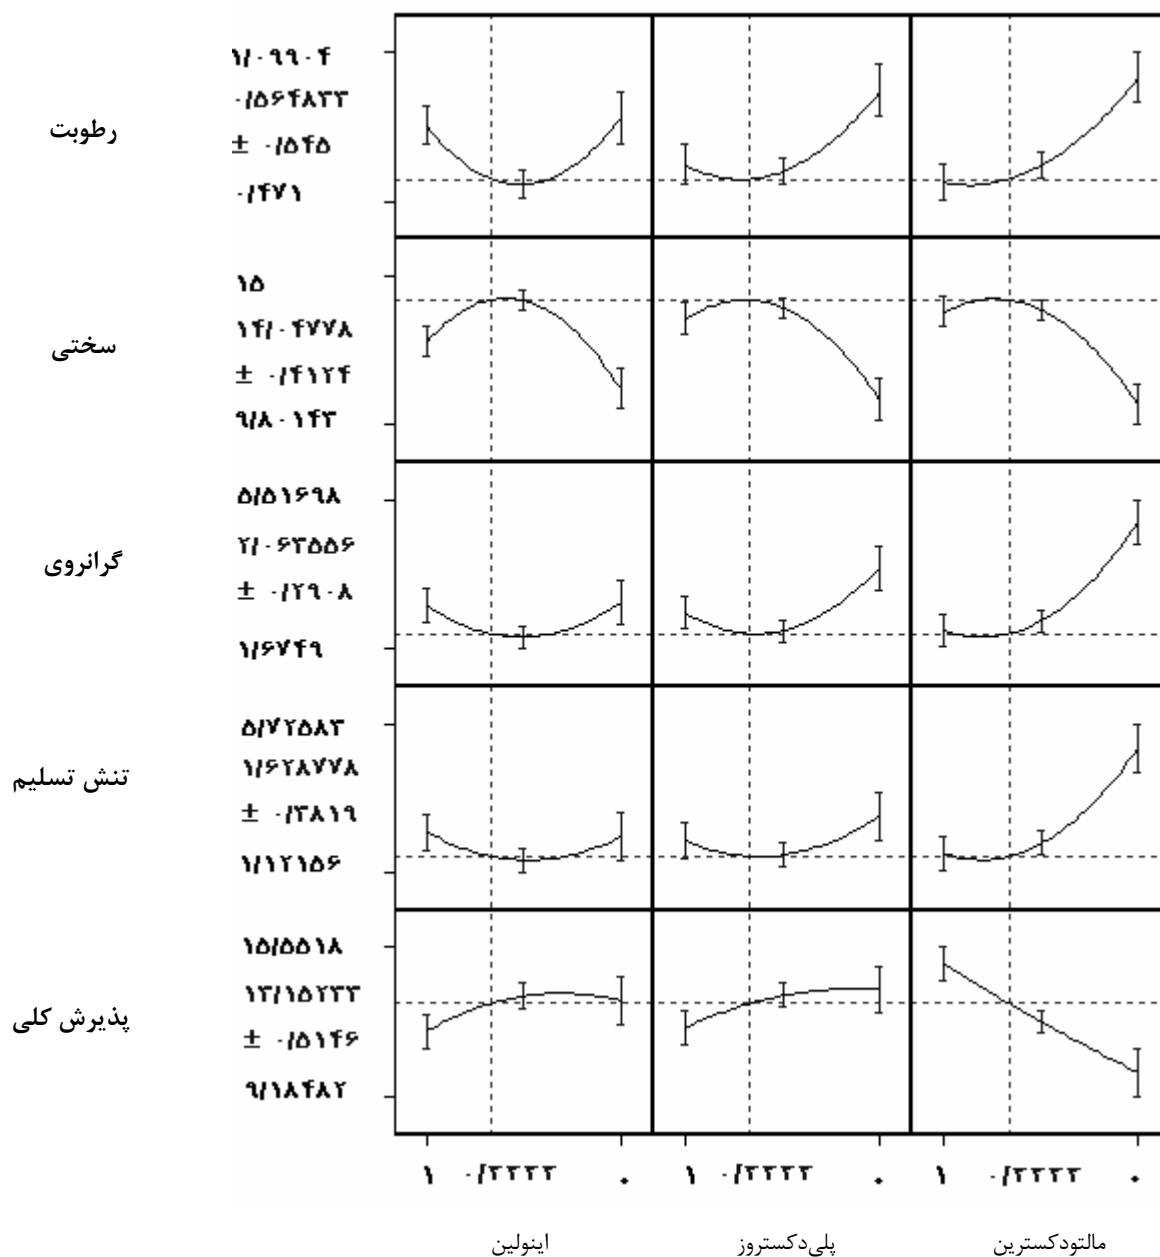 ۱/۰۹۹۰۴
۰/۵۶۴۸۳۳
رطوبت
± ۰/۵۴۵
۰/۴۷۱
۱۵
۱۴/۰۴۷۷۸
سختی
± ۰/۴۱۲۴
۹/۸۰۱۴۳
۵/۵۱۶۹۸
۲/۰۶۳۵۵۶
گرانروی
± ۰/۲۹۰۸
۱/۶۷۴۹
۵/۷۲۵۸۳
۱/۶۲۸۷۷۸
تنش تسلیم
± ۰/۳۸۱۹
۱/۱۲۱۵۶
۱۵/۵۵۱۸
۱۳/۱۵۲۳۳
پذیرش کلی
± ۰/۵۱۴۶
۹/۱۸۴۸۲
۱ ۰/۳۳۳۳ ۰ ۱ ۰/۳۳۳۳ ۰ ۱ ۰/۳۳۳۳ ۰
اینولین پلی‌دکستروز مالتودکسترین